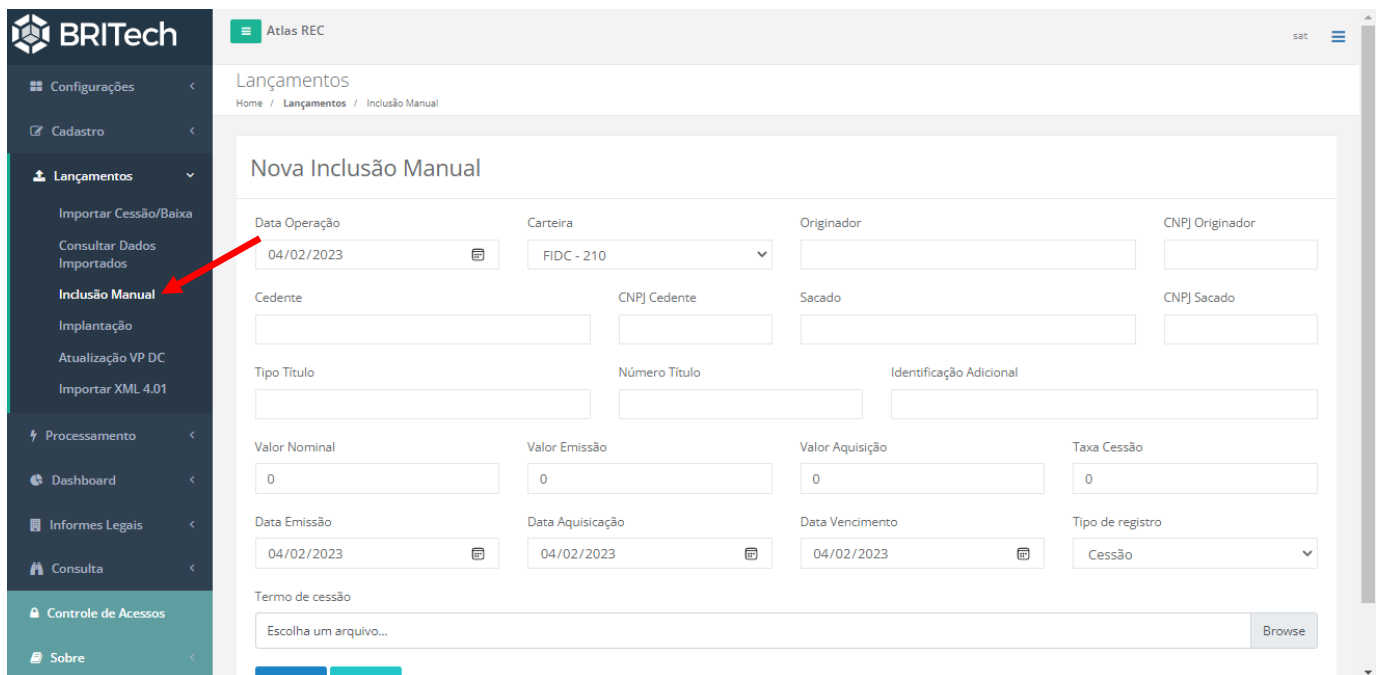 BRITech
Atlas REC
sat
Configurações
Cadastro
Lançamentos
Importar Cessão/Baixa
Consultar Dados
Importados
Inclusão Manual
Implantação
Atualização VP DC
Importar XML 4.01
Processamento
Dashboard
Informes Legais
Consulta
Controle de Acessos
Sobre
Lançamentos
Home / Lançamentos / Inclusão Manual
Nova Inclusão Manual
Data Operação Carteira Originador CNPJ Originador
04/02/2023 FIDC - 210
Cedente CNPJ Cedente Sacado CNPJ Sacado
Tipo Título Número Título Identificação Adicional
Valor Nominal Valor Emissão Valor Aquisição Taxa Cessão
0 0 0 0
Data Emissão Data Aquisicação Data Vencimento Tipo de registro
04/02/2023 04/02/2023 04/02/2023 Cessão
Termo de cessão
Escolha um arquivo... Browse